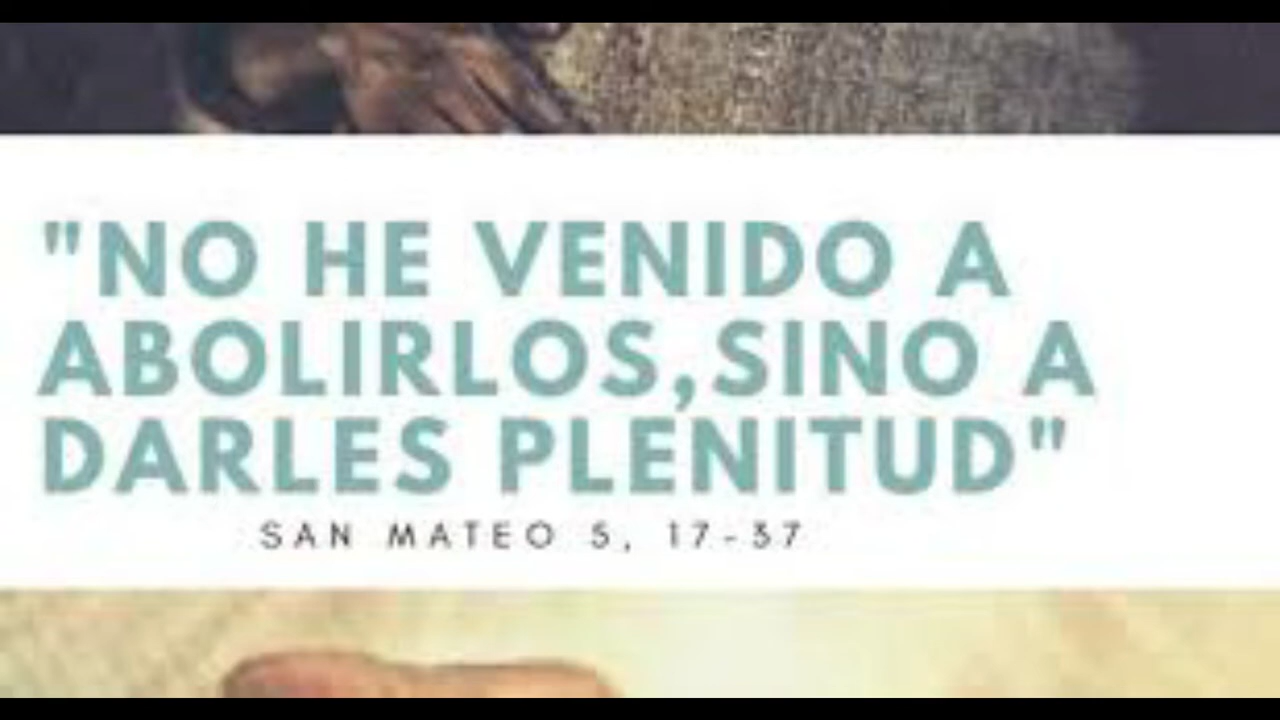 "NO HE VENIDO A
ABOLIRLOS,SINO A
DARLES PLENITUD"
SAN MATEO 5, 17-37